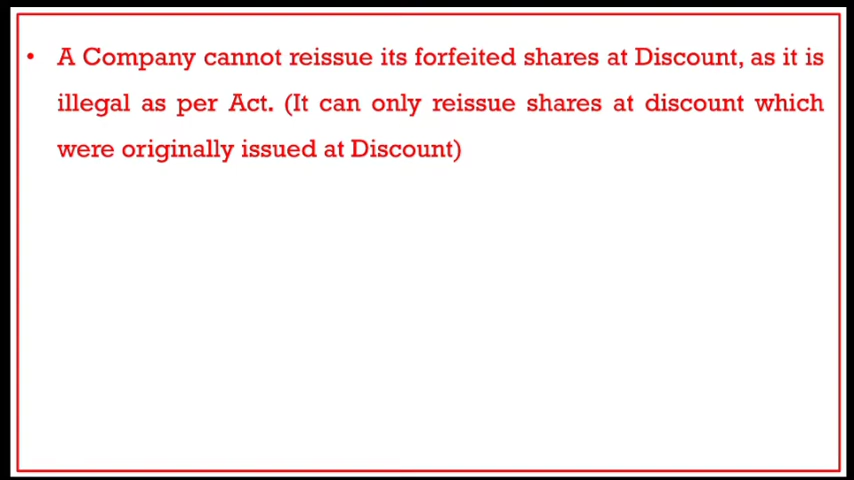 • A Company cannot reissue its forfeited shares at Discount, as it is
illegal as per Act. (It can only reissue shares at discount which
were originally issued at Discount)